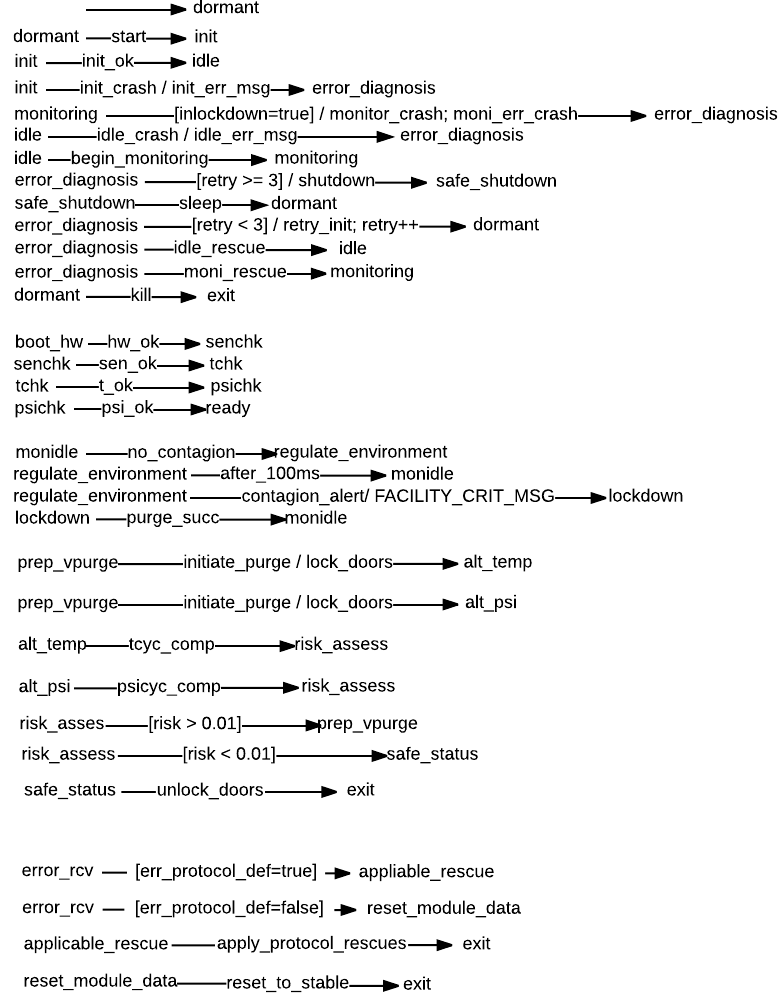 dormant
dormant start init
init init_ok idle
init init_crash / init_err_msg error_diagnosis
monitoring [inlockdown=true] / monitor_crash; moni_err_crash error_diagnosis
idle idle_crash / idle_err_msg error_diagnosis
idle begin_monitoring monitoring
error_diagnosis [retry >= 3] / shutdown safe_shutdown
safe_shutdown sleep dormant
error_diagnosis [retry < 3] / retry_init; retry++ dormant
error_diagnosis idle_rescue idle
error_diagnosis moni_rescue monitoring
dormant kill exit
boot_hw hw_ok senchk
senchk sen_ok tchk
tchk t_ok psichk
psichk psi_ok ready
monidle no_contagion regulate_environment
regulate_environment after_100ms monidle
regulate_environment contagion_alert/ FACILITY_CRIT_MSG lockdown
lockdown purge_succ monidle
prep_vpurge initiate_purge / lock_doors alt_temp
prep_vpurge initiate_purge / lock_doors alt_psi
alt_temp tcyc_comp risk_assess
alt_psi psicyc_comp risk_assess
risk_asses [risk > 0.01] prep_vpurge
risk_assess [risk < 0.01] safe_status
safe_status unlock_doors exit
error_rcv [err_protocol_def=true] appliable_rescue
error_rcv [err_protocol_def=false] reset_module_data
applicable_rescue apply_protocol_rescues exit
reset_module_data reset_to_stable exit